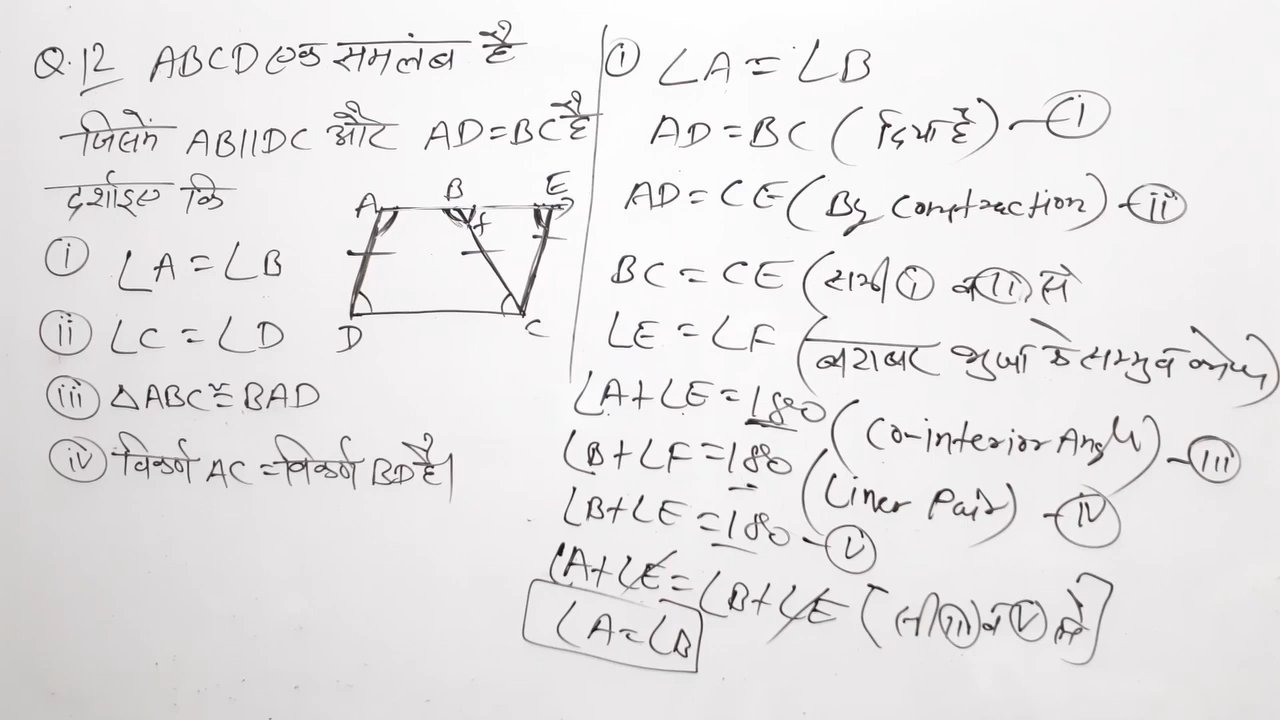 Q.12 ABCD एक समलंब है
जिसमें AB||DC और AD=BC है
दर्शाइए कि
A B E
f
D C
(i) ∠A = ∠B
(ii) ∠C = ∠D
(iii) △ABC ≅ BAD
(iv) विकर्ण AC = विकर्ण BD है।
(i) ∠A = ∠B
AD = BC (दिया है) — (i)
AD = CE (By Construction) — (ii)
BC = CE (समी (i) व (ii) से
∠E = ∠F (बराबर भुजा के सम्मुख कोण)
∠A+∠E = 180 (Co-interior Angle) — (iii)
∠B+∠F = 180 (Liner Pair) — (iv)
∠B+∠E = 180 — (v)
∠A+∠E = ∠B+∠E [समी (iii) व (v) से]
∠A = ∠B